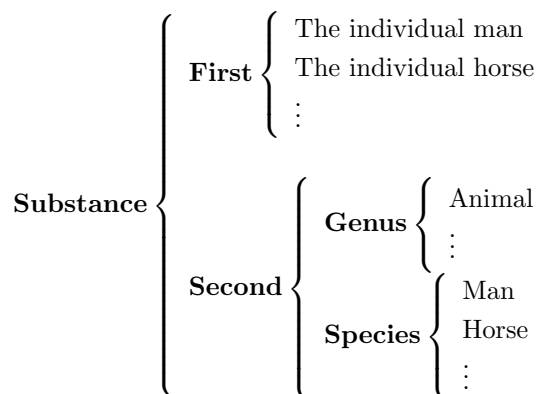 The individual man
First The individual horse
⋮
Substance
Animal
Genus
⋮
Second
Man
Species Horse
⋮